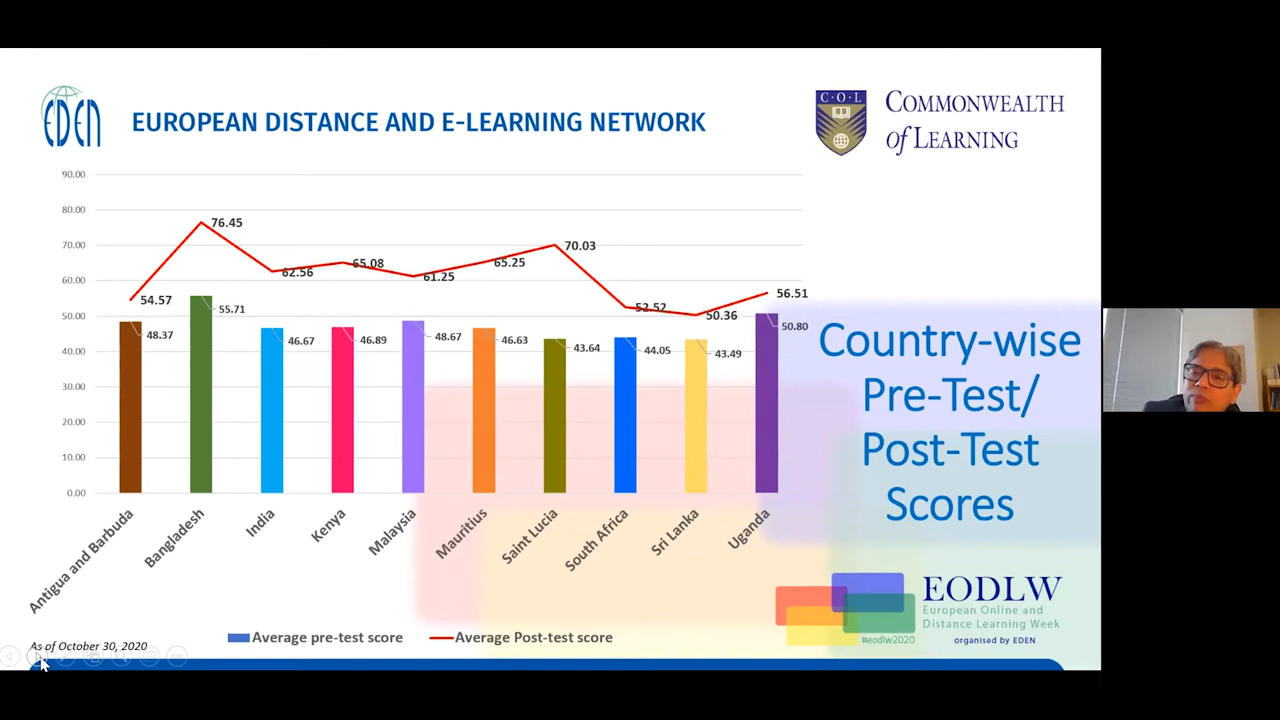 EDEN
EUROPEAN DISTANCE AND E-LEARNING NETWORK
C·O·L
COMMONWEALTH
of LEARNING
90.00
80.00
70.00
60.00
50.00
40.00
30.00
20.00
10.00
0.00
54.57
76.45
62.56
65.08
61.25
65.25
70.03
52.52
50.36
56.51
48.37
55.71
46.67
46.89
48.67
46.63
43.64
44.05
43.49
50.80
Antigua and Barbuda
Bangladesh
India
Kenya
Malaysia
Mauritius
Saint Lucia
South Africa
Sri Lanka
Uganda
Average pre-test score
Average Post-test score
As of October 30, 2020
Country-wise
Pre-Test/
Post-Test
Scores
EODLW
European Online and
Distance Learning Week
#eodlw2020
organised by EDEN